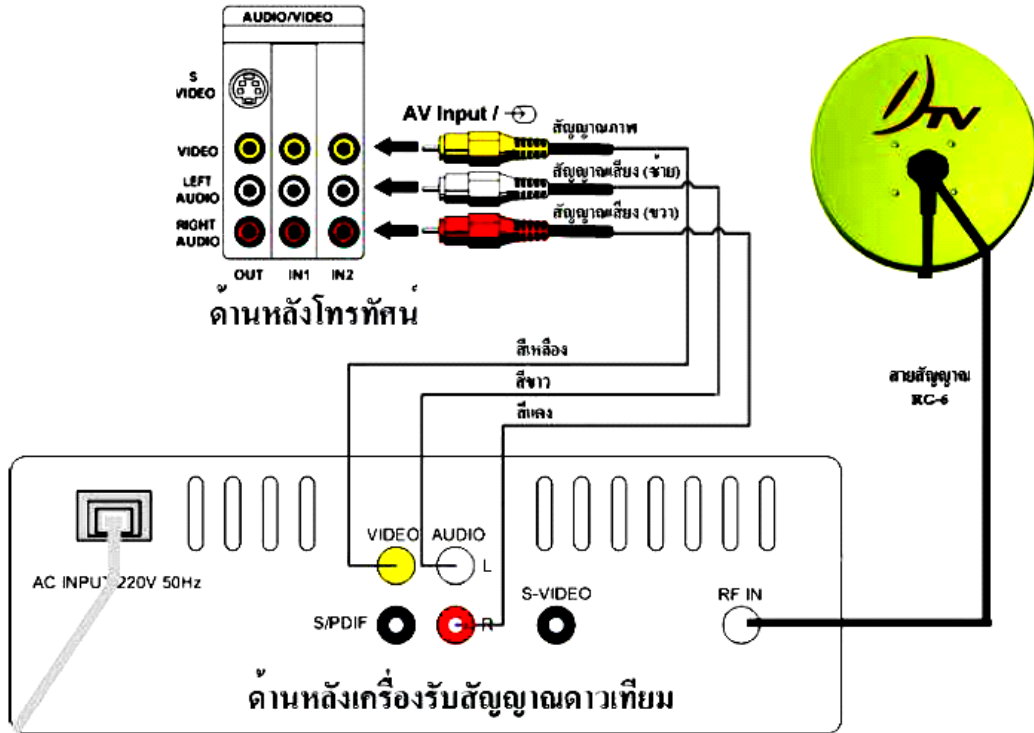 AUDIO/VIDEO
S
VIDEO
AV Input /
VIDEO
LEFT
AUDIO
RIGHT
AUDIO
OUT IN1 IN2
ด้านหลังโทรทัศน์
สัญญาณภาพ
สัญญาณเสียง (ซ้าย)
สัญญาณเสียง (ขวา)
DTV
สายสัญญาณ
RC-6
สีเหลือง
สีขาว
สีแดง
AC INPUT 220V 50Hz
VIDEO AUDIO
L
S/PDIF
R
S-VIDEO
RF IN
ด้านหลังเครื่องรับสัญญาณดาวเทียม